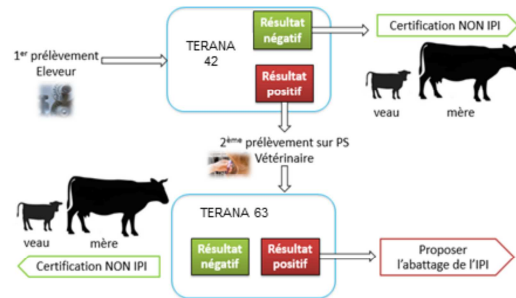 1er prélèvement
Eleveur
TERANA
42
Résultat
négatif
Résultat
positif
Certification NON IPI
veau
mère
2ème prélèvement sur PS
Vétérinaire
TERANA 63
Résultat
négatif
Résultat
positif
veau
mère
Certification NON IPI
Proposer
l'abattage de l'IPI